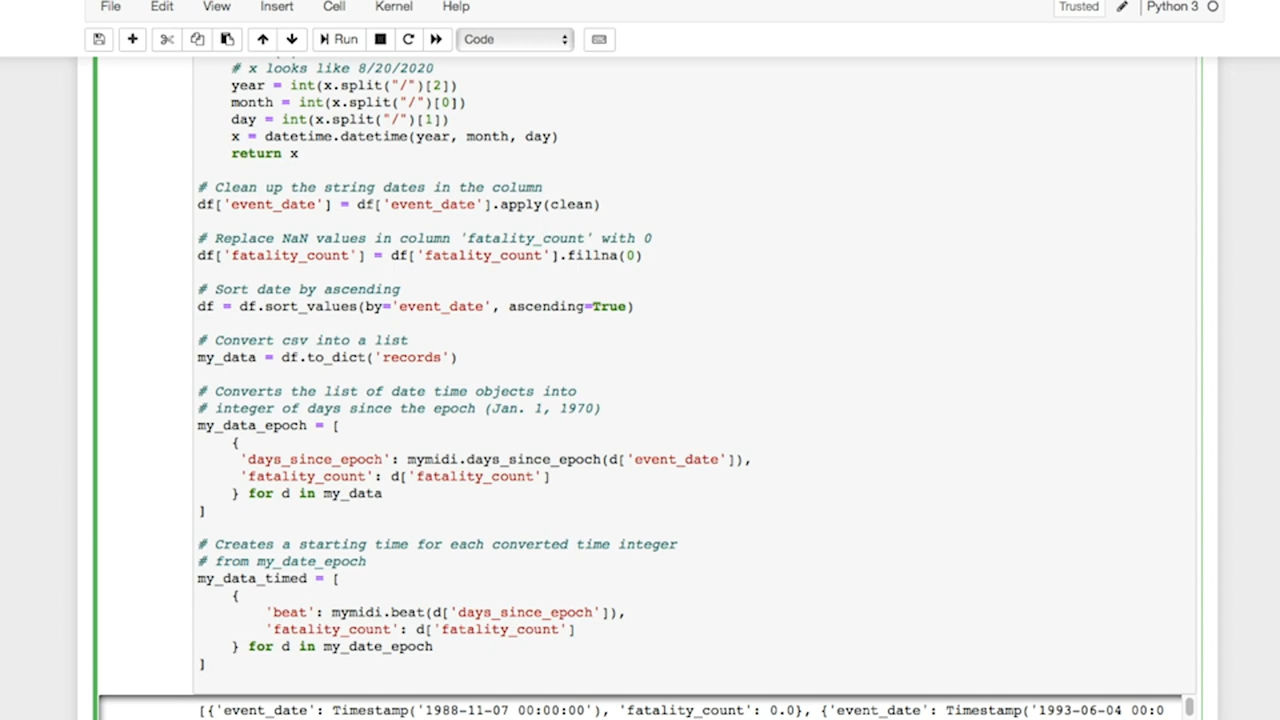 File Edit View Insert Cell Kernel Help Trusted Python 3
Run Code
# x looks like 8/20/2020
year = int(x.split("/")[2])
month = int(x.split("/")[0])
day = int(x.split("/")[1])
x = datetime.datetime(year, month, day)
return x
# Clean up the string dates in the column
df['event_date'] = df['event_date'].apply(clean)
# Replace NaN values in column 'fatality_count' with 0
df['fatality_count'] = df['fatality_count'].fillna(0)
# Sort date by ascending
df = df.sort_values(by='event_date', ascending=True)
# Convert csv into a list
my_data = df.to_dict('records')
# Converts the list of date time objects into
# integer of days since the epoch (Jan. 1, 1970)
my_data_epoch = [
{
'days_since_epoch': mymidi.days_since_epoch(d['event_date']),
'fatality_count': d['fatality_count']
} for d in my_data
]
# Creates a starting time for each converted time integer
# from my_date_epoch
my_data_timed = [
{
'beat': mymidi.beat(d['days_since_epoch']),
'fatality_count': d['fatality_count']
} for d in my_date_epoch
]
[{'event_date': Timestamp('1988-11-07 00:00:00'), 'fatality_count': 0.0}, {'event_date': Timestamp('1993-06-04 00:0